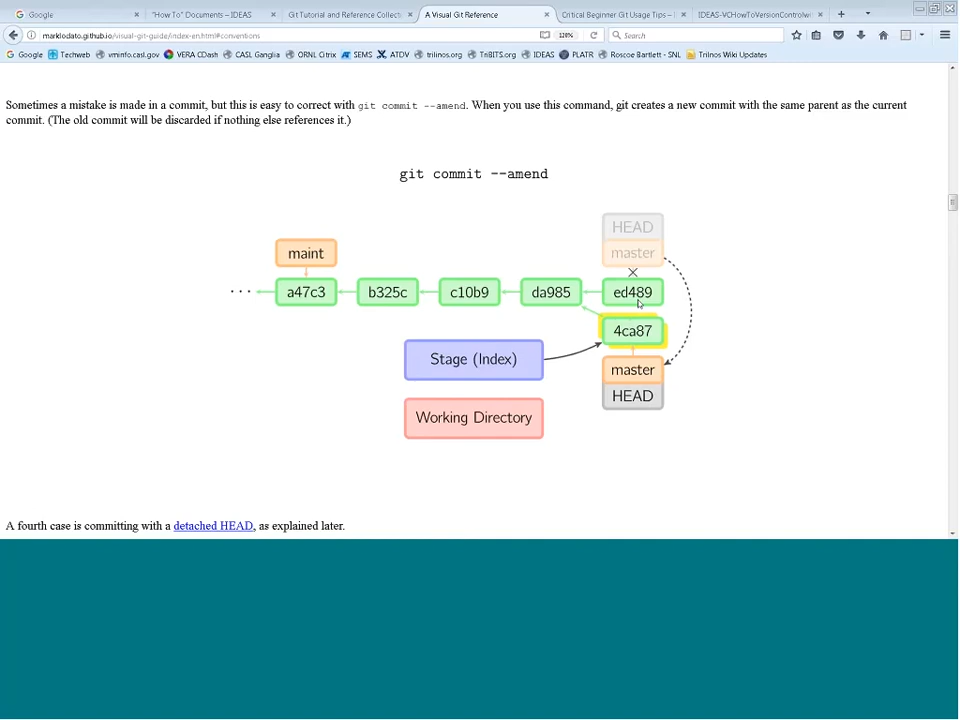 Google
"How To" Documents – IDEAS
Git Tutorial and Reference Collect
A Visual Git Reference
Critical Beginner Git Usage Tips – I
IDEAS-VCHowToVersionControlw
marklodato.github.io/visual-git-guide/index-en.html#conventions
120%
Search
Google
Techweb
vminfo.casl.gov
VERA CDash
CASL Ganglia
ORNL Citrix
SEMS
ATDV
trilinos.org
TriBITS.org
IDEAS
PLATR
Roscoe Bartlett - SNL
Trilnos Wiki Updates
Sometimes a mistake is made in a commit, but this is easy to correct with git commit --amend. When you use this command, git creates a new commit with the same parent as the current
commit. (The old commit will be discarded if nothing else references it.)
git commit --amend
HEAD
maint
master
...
a47c3
b325c
c10b9
da985
ed489
4ca87
Stage (Index)
master
HEAD
Working Directory
A fourth case is committing with a detached HEAD, as explained later.